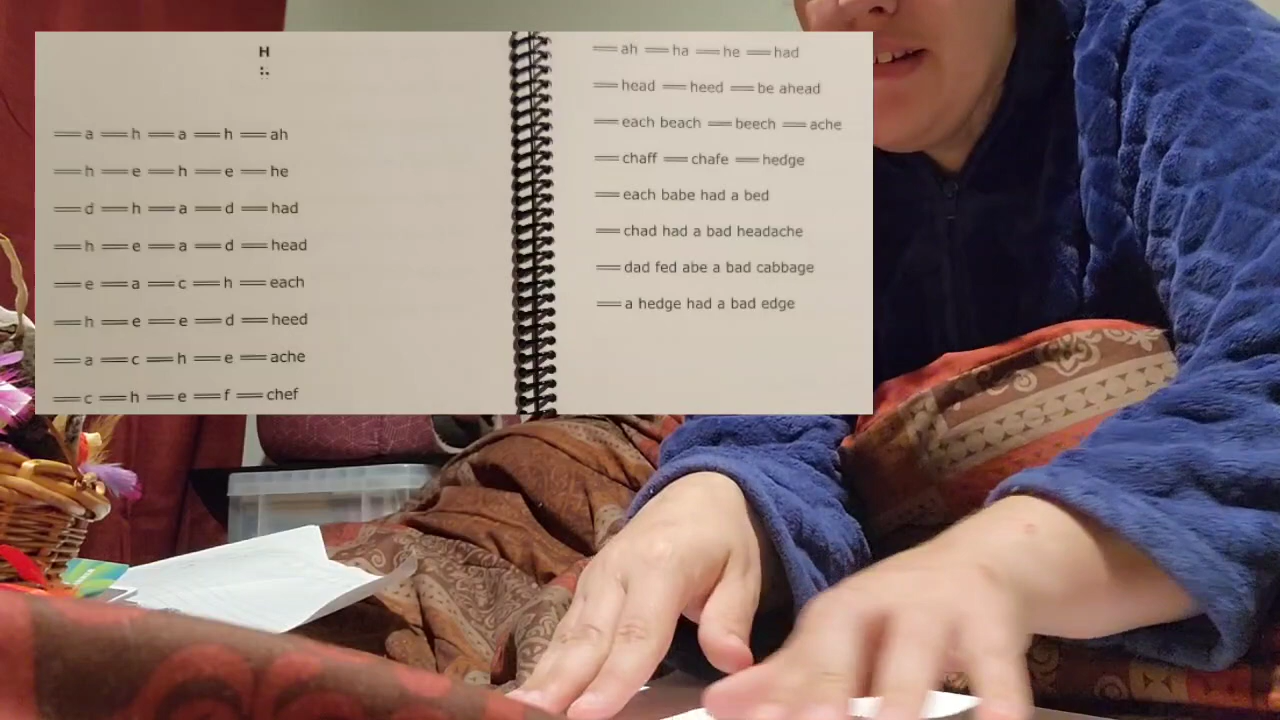 H
⠓
══a ══h ══a ══h ══ah
══h ══e ══h ══e ══he
══d ══h ══a ══d ══had
══h ══e ══a ══d ══head
══e ══a ══c ══h ══each
══h ══e ══e ══d ══heed
══a ══c ══h ══e ══ache
══c ══h ══e ══f ══chef
══ah ══ha ══he ══had
══head ══heed ══be ahead
══each beach ══beech ══ache
══chaff ══chafe ══hedge
══each babe had a bed
══chad had a bad headache
══dad fed abe a bad cabbage
══a hedge had a bad edge